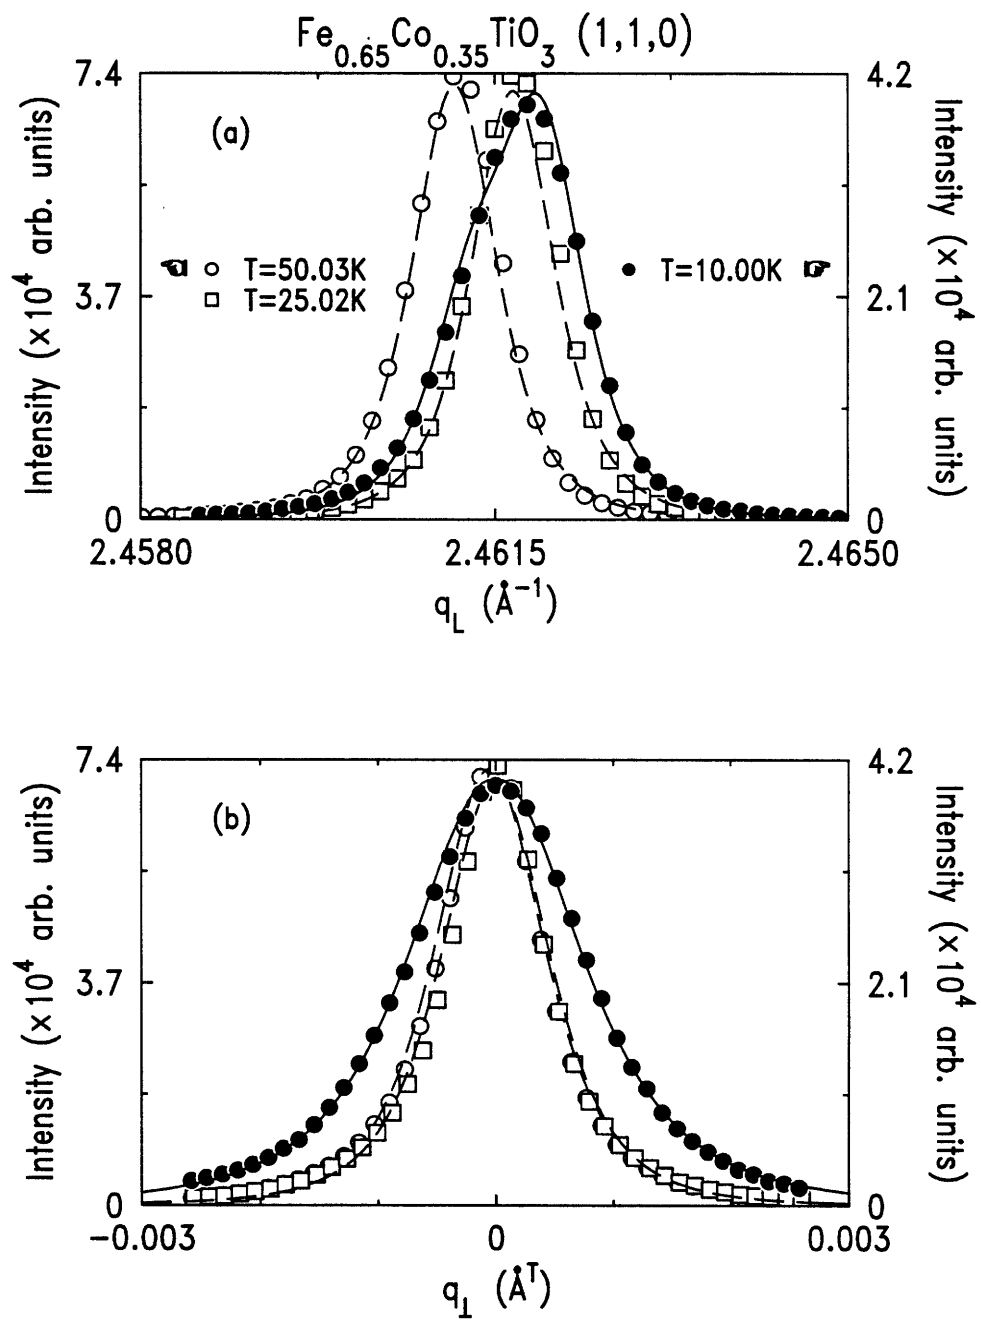 Fe0.65Co0.35TiO3 (1,1,0)
7.4
4.2
(a)
Intensity (×10^4 arb. units)
Intensity (×10^4 arb. units)
T=50.03K
T=10.00K
T=25.02K
3.7
2.1
0
0
2.4580
2.4615
2.4650
qL (Å−1)
7.4
4.2
(b)
Intensity (×10^4 arb. units)
Intensity (×10^4 arb. units)
3.7
2.1
0
0
−0.003
0
0.003
q⊥ (ÅT)